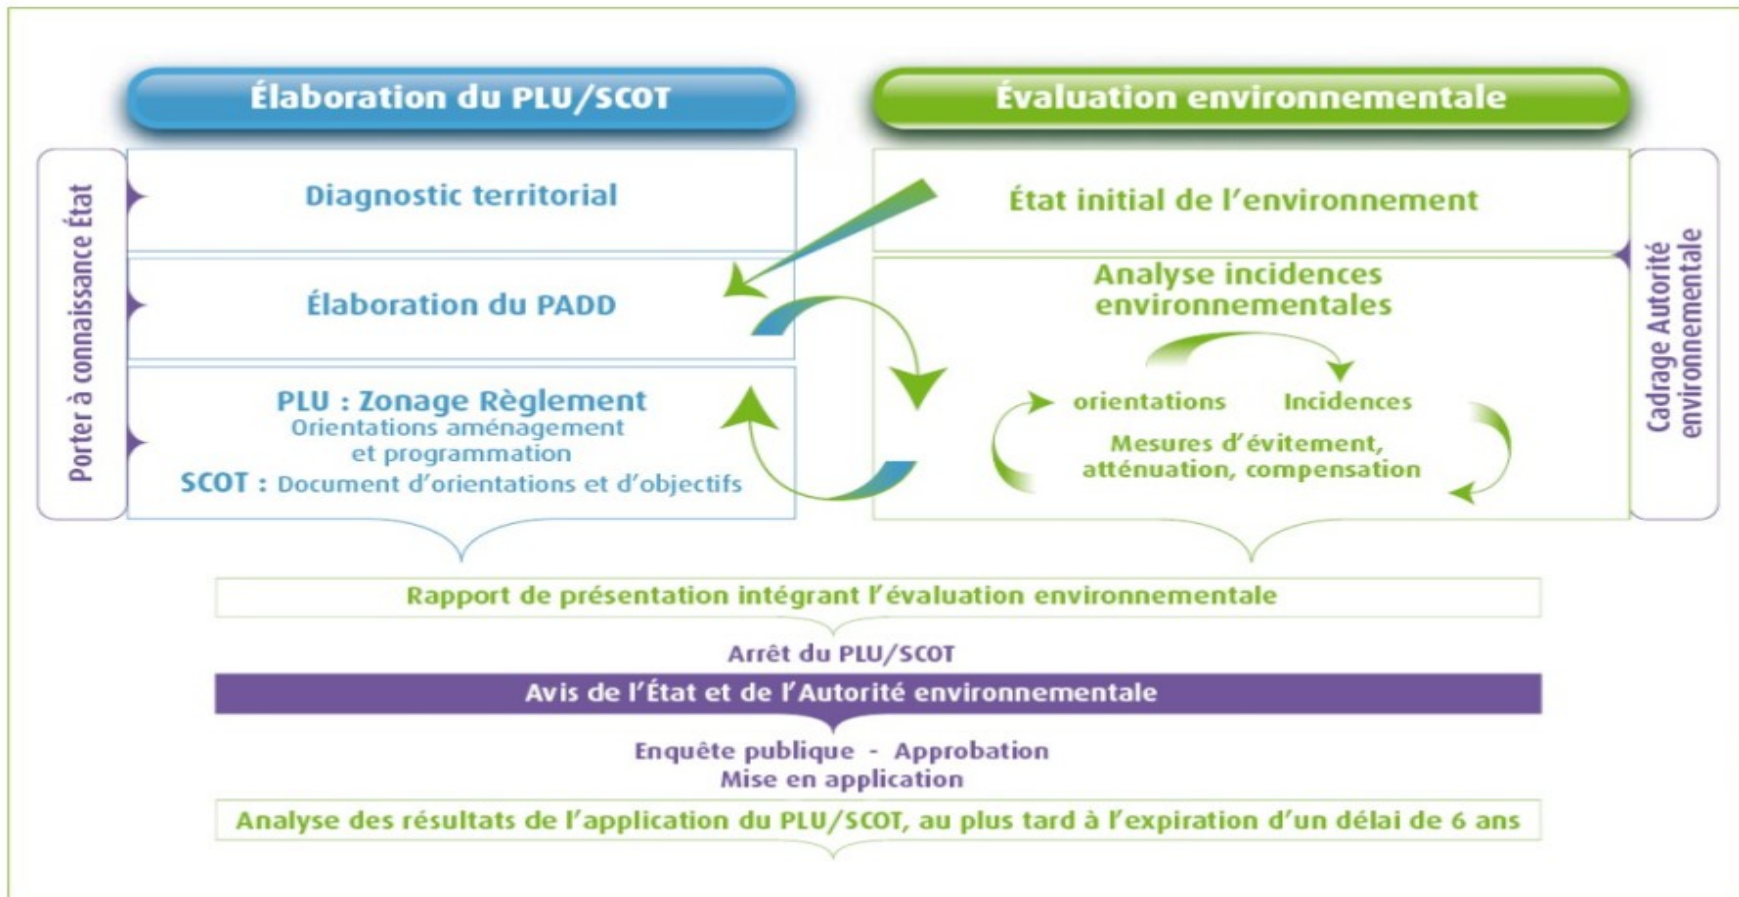 Élaboration du PLU/SCOT
Évaluation environnementale
Porter à connaissance État
Diagnostic territorial
Élaboration du PADD
PLU : Zonage Règlement
Orientations aménagement
et programmation
SCOT : Document d'orientations et d'objectifs
État initial de l'environnement
Analyse incidences
environnementales
orientations
Incidences
Mesures d'évitement,
atténuation, compensation
Cadrage Autorité
environnementale
Rapport de présentation intégrant l'évaluation environnementale
Arrêt du PLU/SCOT
Avis de l'État et de l'Autorité environnementale
Enquête publique - Approbation
Mise en application
Analyse des résultats de l'application du PLU/SCOT, au plus tard à l'expiration d'un délai de 6 ans